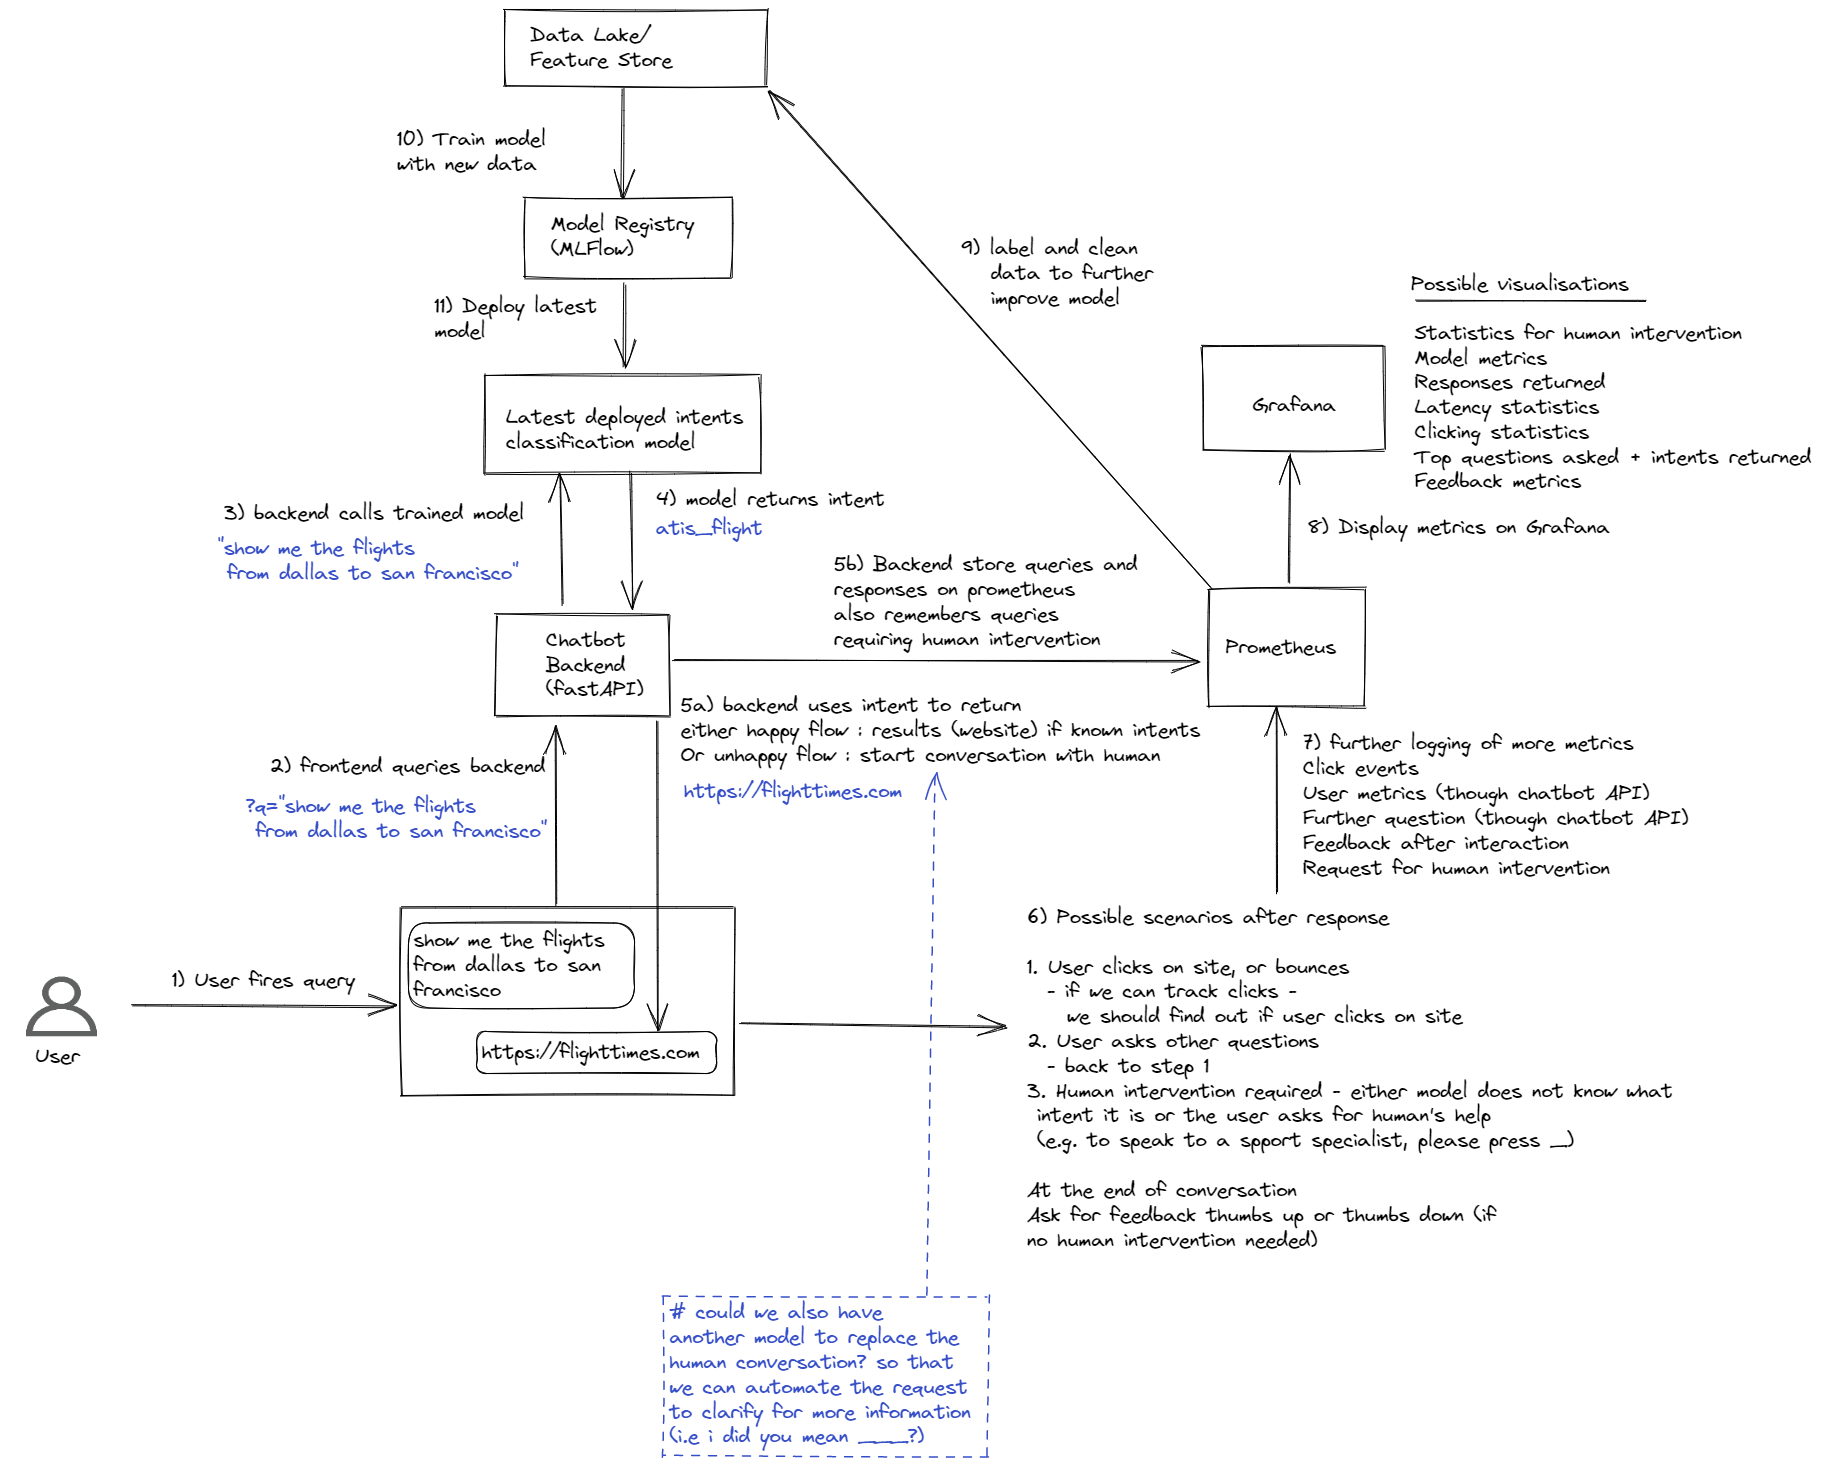 Data Lake/
Feature Store
10) Train model
with new data
Model Registry
(MLFlow)
11) Deploy latest
model
Latest deployed intents
classification model
3) backend calls trained model
"show me the flights
from dallas to san francisco"
4) model returns intent
atis_flight
9) label and clean
data to further
improve model
Possible visualisations
Statistics for human intervention
Model metrics
Responses returned
Latency statistics
Clicking statistics
Top questions asked + intents returned
Feedback metrics
Grafana
8) Display metrics on Grafana
5b) Backend store queries and
responses on prometheus
also remembers queries
requiring human intervention
Chatbot
Backend
(fastAPI)
Prometheus
5a) backend uses intent to return
either happy flow : results (website) if known intents
Or unhappy flow : start conversation with human
https://flighttimes.com
2) frontend queries backend
?q="show me the flights
from dallas to san francisco"
7) further logging of more metrics
Click events
User metrics (though chatbot API)
Further question (though chatbot API)
Feedback after interaction
Request for human intervention
1) User fires query
User
show me the flights
from dallas to san
francisco
https://flighttimes.com
6) Possible scenarios after response
1. User clicks on site, or bounces
- if we can track clicks -
we should find out if user clicks on site
2. User asks other questions
- back to step 1
3. Human intervention required - either model does not know what
intent it is or the user asks for human's help
(e.g. to speak to a spport specialist, please press _)
At the end of conversation
Ask for feedback thumbs up or thumbs down (if
no human intervention needed)
# could we also have
another model to replace the
human conversation? so that
we can automate the request
to clarify for more information
(i.e i did you mean ____?)